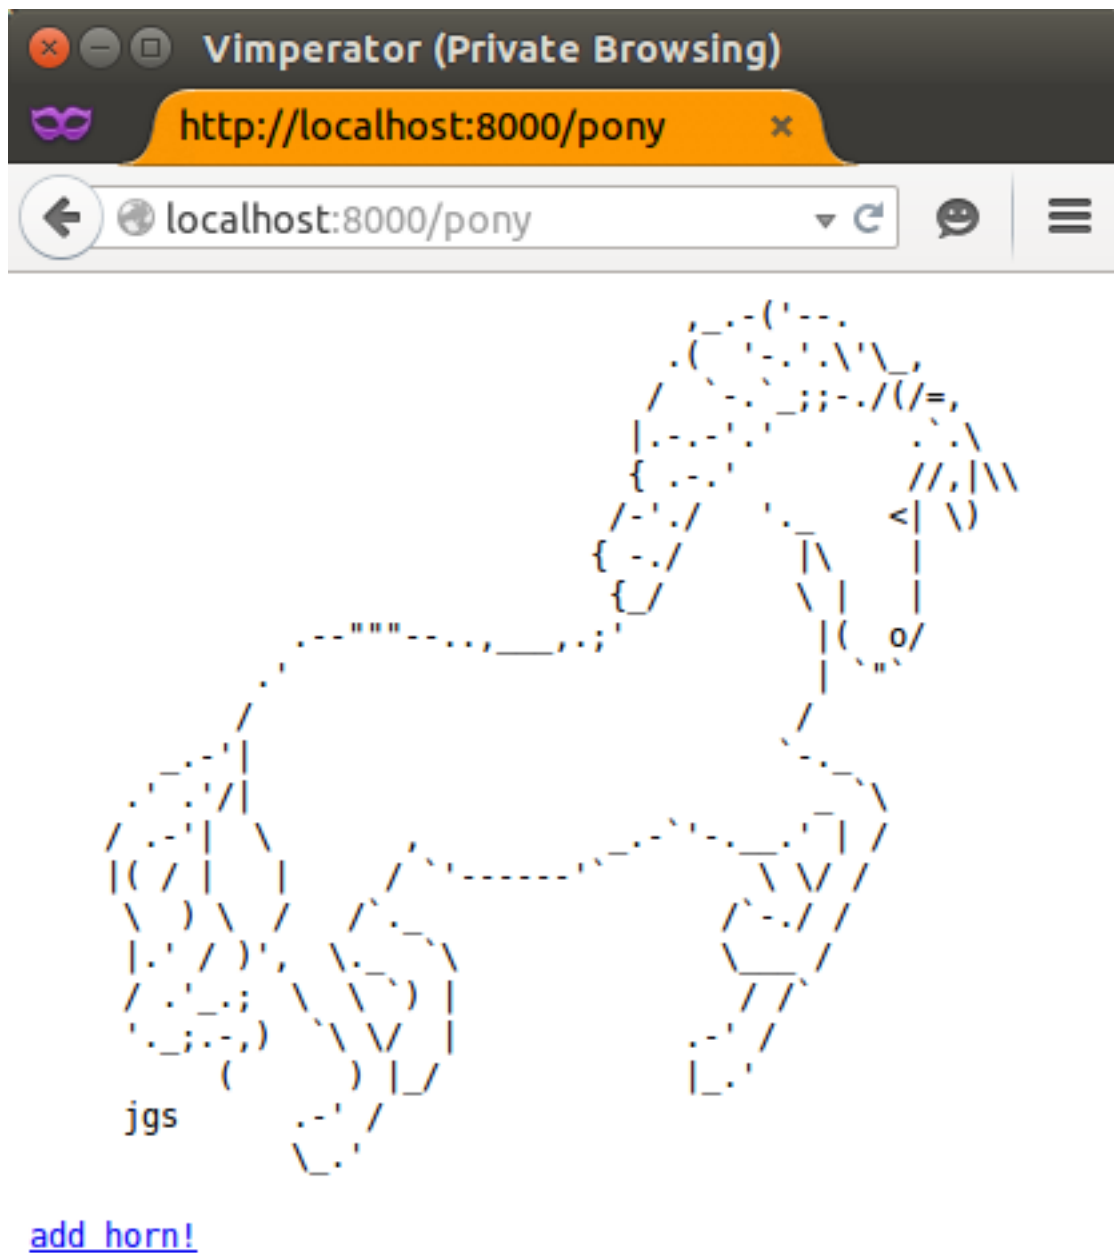 Vimperator (Private Browsing)
http://localhost:8000/pony
localhost:8000/pony
jgs
add horn!